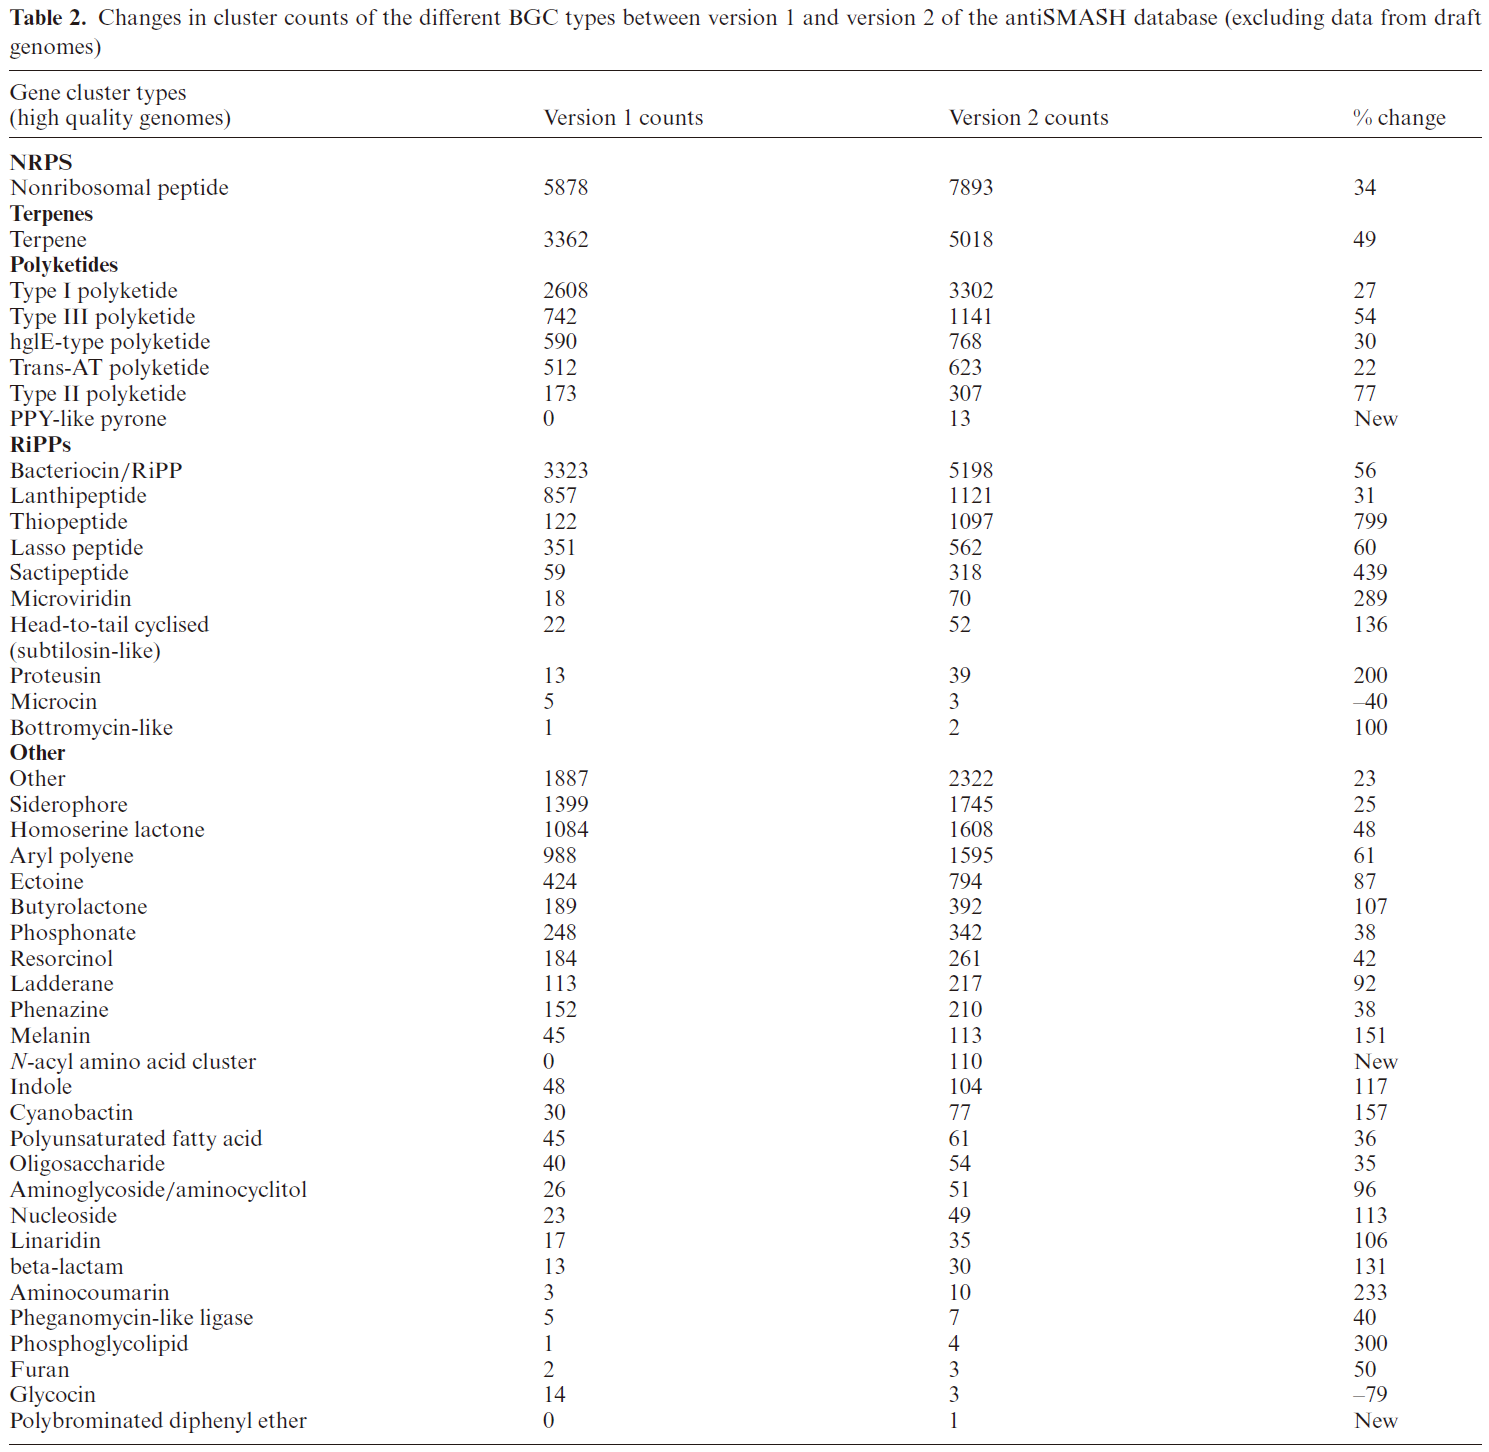 Table 2. Changes in cluster counts of the different BGC types between version 1 and version 2 of the antiSMASH database (excluding data from draft
genomes)
Gene cluster types
(high quality genomes) Version 1 counts Version 2 counts % change
NRPS
Nonribosomal peptide 5878 7893 34
Terpenes
Terpene 3362 5018 49
Polyketides
Type I polyketide 2608 3302 27
Type III polyketide 742 1141 54
hglE-type polyketide 590 768 30
Trans-AT polyketide 512 623 22
Type II polyketide 173 307 77
PPY-like pyrone 0 13 New
RiPPs
Bacteriocin/RiPP 3323 5198 56
Lanthipeptide 857 1121 31
Thiopeptide 122 1097 799
Lasso peptide 351 562 60
Sactipeptide 59 318 439
Microviridin 18 70 289
Head-to-tail cyclised 22 52 136
(subtilosin-like)
Proteusin 13 39 200
Microcin 5 3 –40
Bottromycin-like 1 2 100
Other
Other 1887 2322 23
Siderophore 1399 1745 25
Homoserine lactone 1084 1608 48
Aryl polyene 988 1595 61
Ectoine 424 794 87
Butyrolactone 189 392 107
Phosphonate 248 342 38
Resorcinol 184 261 42
Ladderane 113 217 92
Phenazine 152 210 38
Melanin 45 113 151
N-acyl amino acid cluster 0 110 New
Indole 48 104 117
Cyanobactin 30 77 157
Polyunsaturated fatty acid 45 61 36
Oligosaccharide 40 54 35
Aminoglycoside/aminocyclitol 26 51 96
Nucleoside 23 49 113
Linaridin 17 35 106
beta-lactam 13 30 131
Aminocoumarin 3 10 233
Pheganomycin-like ligase 5 7 40
Phosphoglycolipid 1 4 300
Furan 2 3 50
Glycocin 14 3 –79
Polybrominated diphenyl ether 0 1 New